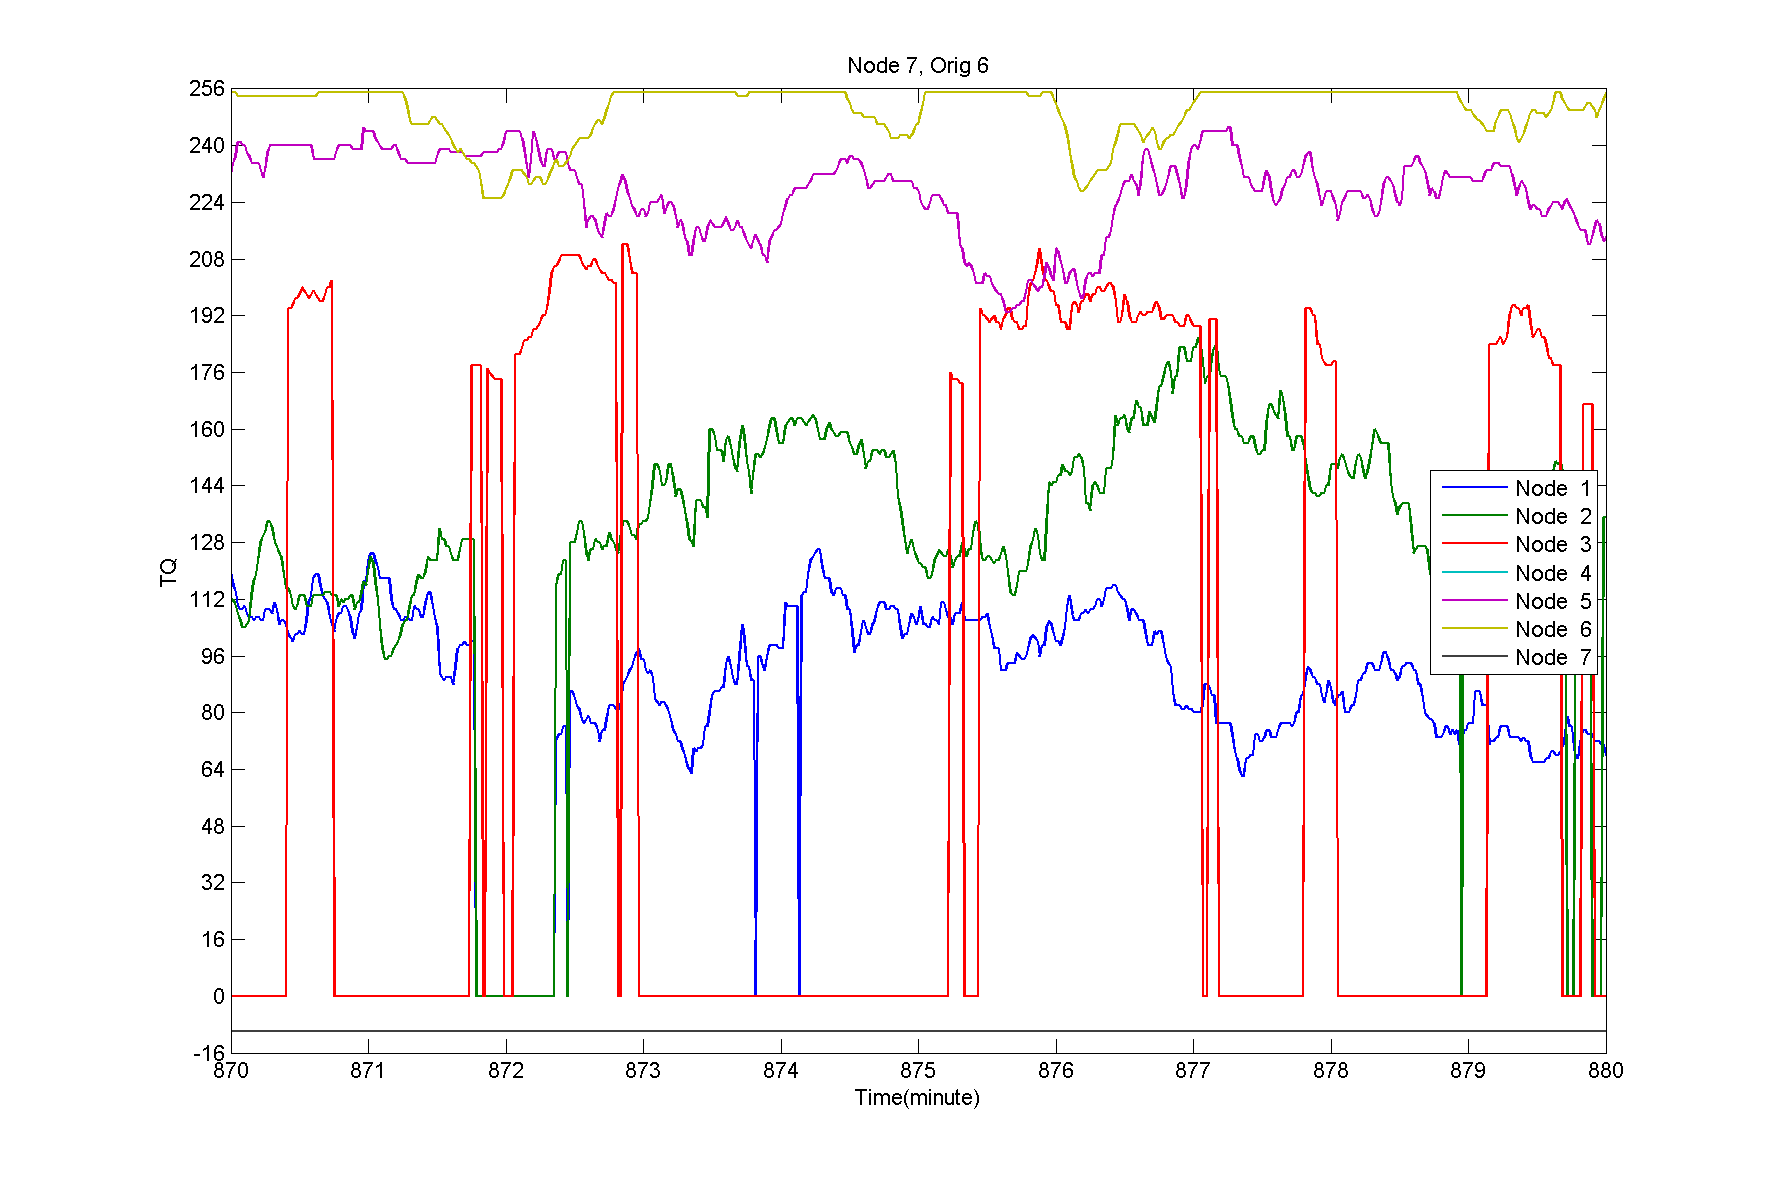 Node 7, Orig 6
256
240
224
208
192
176
160
144
128
112
96
80
64
48
32
16
0
-16
TQ
Node 1
Node 2
Node 3
Node 4
Node 5
Node 6
Node 7
870 871 872 873 874 875 876 877 878 879 880
Time(minute)